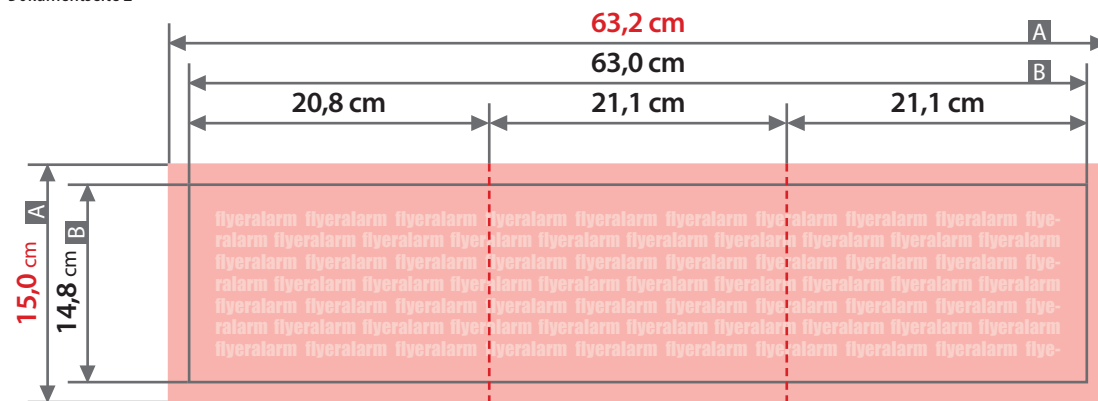 Dokumentseite 2
63,2 cm
A
63,0 cm
B
20,8 cm 21,1 cm 21,1 cm
A
15,0 cm
B
14,8 cm
flyeralarm flyeralarm flyeralarm flyeralarm flyeralarm flyeralarm flyeralarm flyeralarm flyeralarm flye-
ralarm flyeralarm flyeralarm flyeralarm flyeralarm flyeralarm flyeralarm flyeralarm flyeralarm flyeralarm
flyeralarm flyeralarm flyeralarm flyeralarm flyeralarm flyeralarm flyeralarm flyeralarm flyeralarm flye-
ralarm flyeralarm flyeralarm flyeralarm flyeralarm flyeralarm flyeralarm flyeralarm flyeralarm flyeralarm
flyeralarm flyeralarm flyeralarm flyeralarm flyeralarm flyeralarm flyeralarm flyeralarm flyeralarm flye-
ralarm flyeralarm flyeralarm flyeralarm flyeralarm flyeralarm flyeralarm flyeralarm flyeralarm flyeralarm
flyeralarm flyeralarm flyeralarm flyeralarm flyeralarm flyeralarm flyeralarm flyeralarm flyeralarm flye-